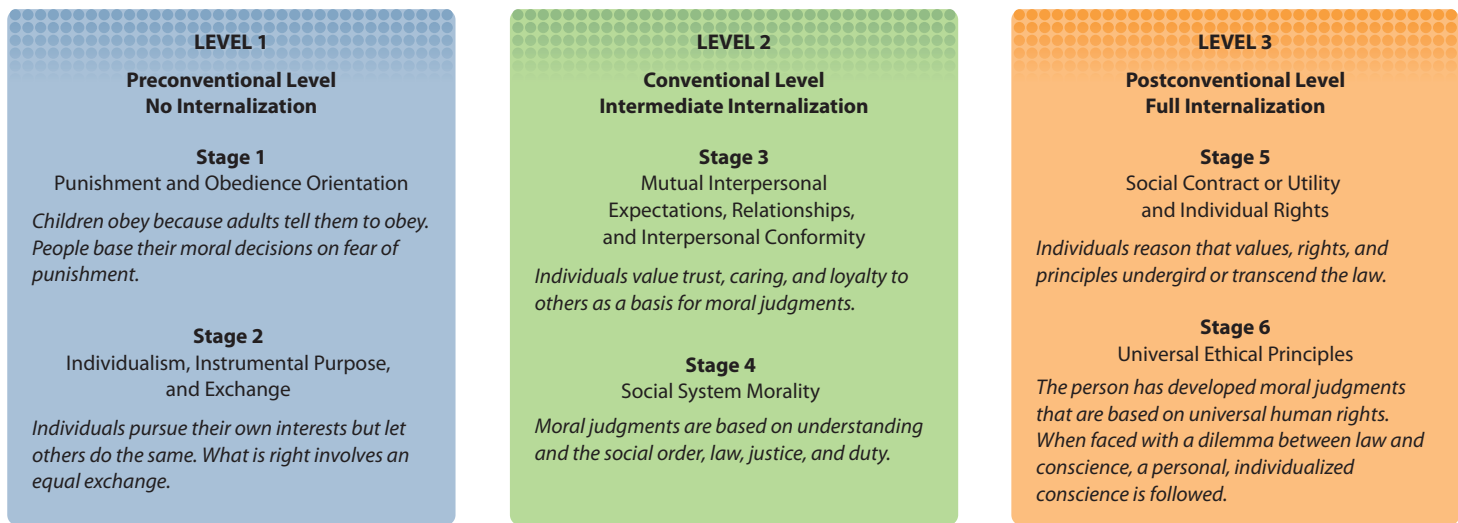 LEVEL 1
Preconventional Level
No Internalization
Stage 1
Punishment and Obedience Orientation
Children obey because adults tell them to obey.
People base their moral decisions on fear of
punishment.
Stage 2
Individualism, Instrumental Purpose,
and Exchange
Individuals pursue their own interests but let
others do the same. What is right involves an
equal exchange.
LEVEL 2
Conventional Level
Intermediate Internalization
Stage 3
Mutual Interpersonal
Expectations, Relationships,
and Interpersonal Conformity
Individuals value trust, caring, and loyalty to
others as a basis for moral judgments.
Stage 4
Social System Morality
Moral judgments are based on understanding
and the social order, law, justice, and duty.
LEVEL 3
Postconventional Level
Full Internalization
Stage 5
Social Contract or Utility
and Individual Rights
Individuals reason that values, rights, and
principles undergird or transcend the law.
Stage 6
Universal Ethical Principles
The person has developed moral judgments
that are based on universal human rights.
When faced with a dilemma between law and
conscience, a personal, individualized
conscience is followed.